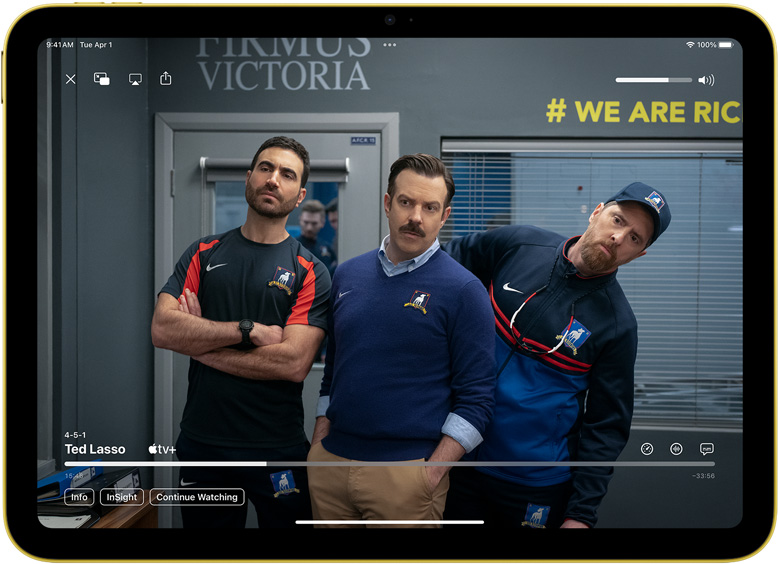 9:41 AM Tue Apr 1
100%
FIRMUS
VICTORIA
# WE ARE RIC
A.F.C.R. 15
4-5-1
Ted Lasso
tv+
15:48
-33:56
Info
InSight
Continue Watching